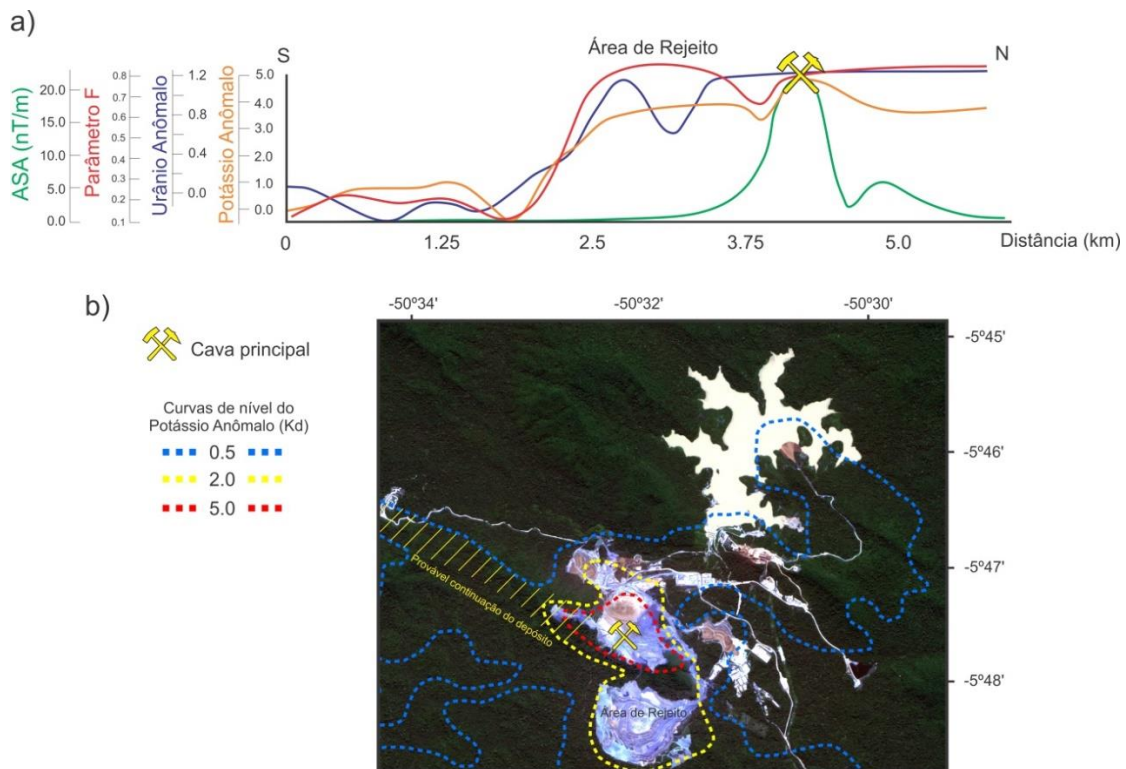 a)
S
Área de Rejeito
N
ASA (nT/m)
20.0
15.0
10.0
5.0
0.0
Parâmetro F
0.8
0.7
0.6
0.5
0.4
0.3
0.2
0.1
Urânio Anômalo
1.2
0.8
0.4
0.0
Potássio Anômalo
5.0
4.0
3.0
2.0
1.0
0.0
0
1.25
2.5
3.75
5.0
Distância (km)
b)
-50º34'
-50º32'
-50º30'
Cava principal
Curvas de nível do
Potássio Anômalo (Kd)
0.5
2.0
5.0
-5º45'
-5º46'
-5º47'
-5º48'
Provável continuação do depósito
Área de Rejeito